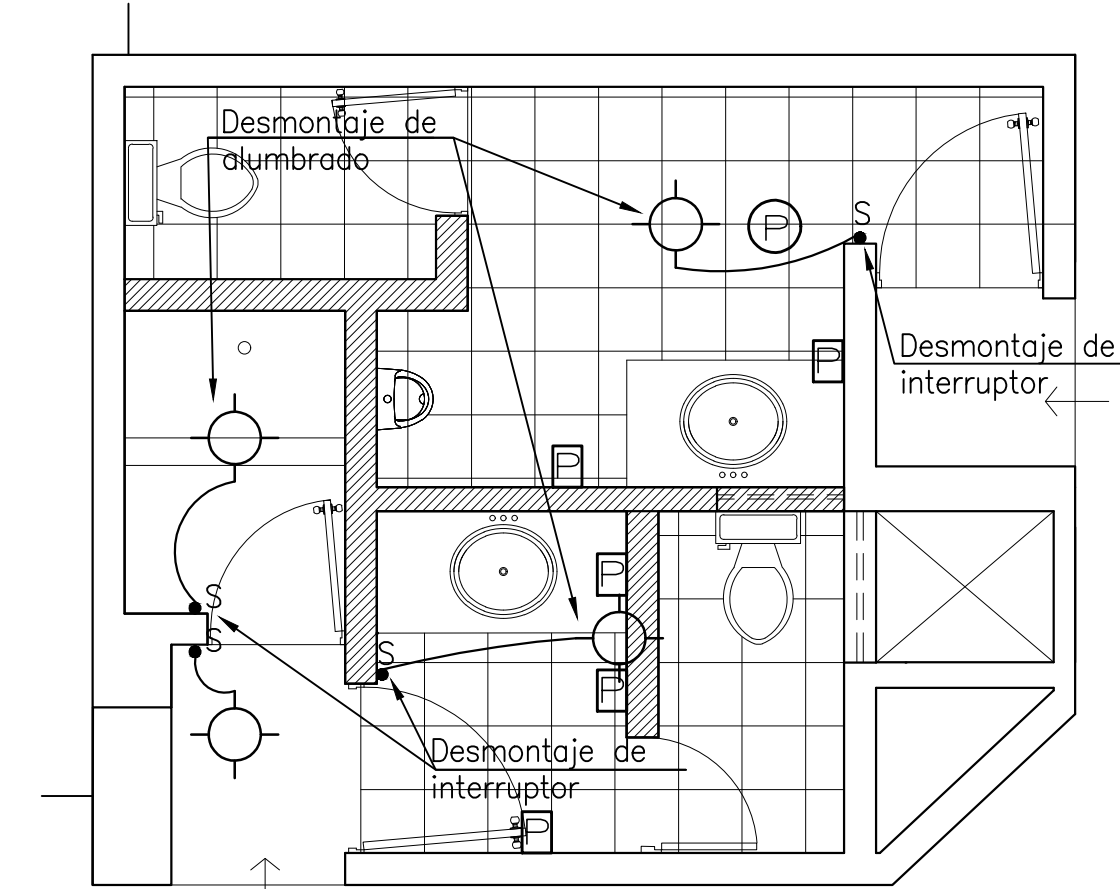 Desmontaje de
alumbrado
P
S
Desmontaje de
interruptor
P
P
P
S
S
S
P
Desmontaje de
interruptor
P